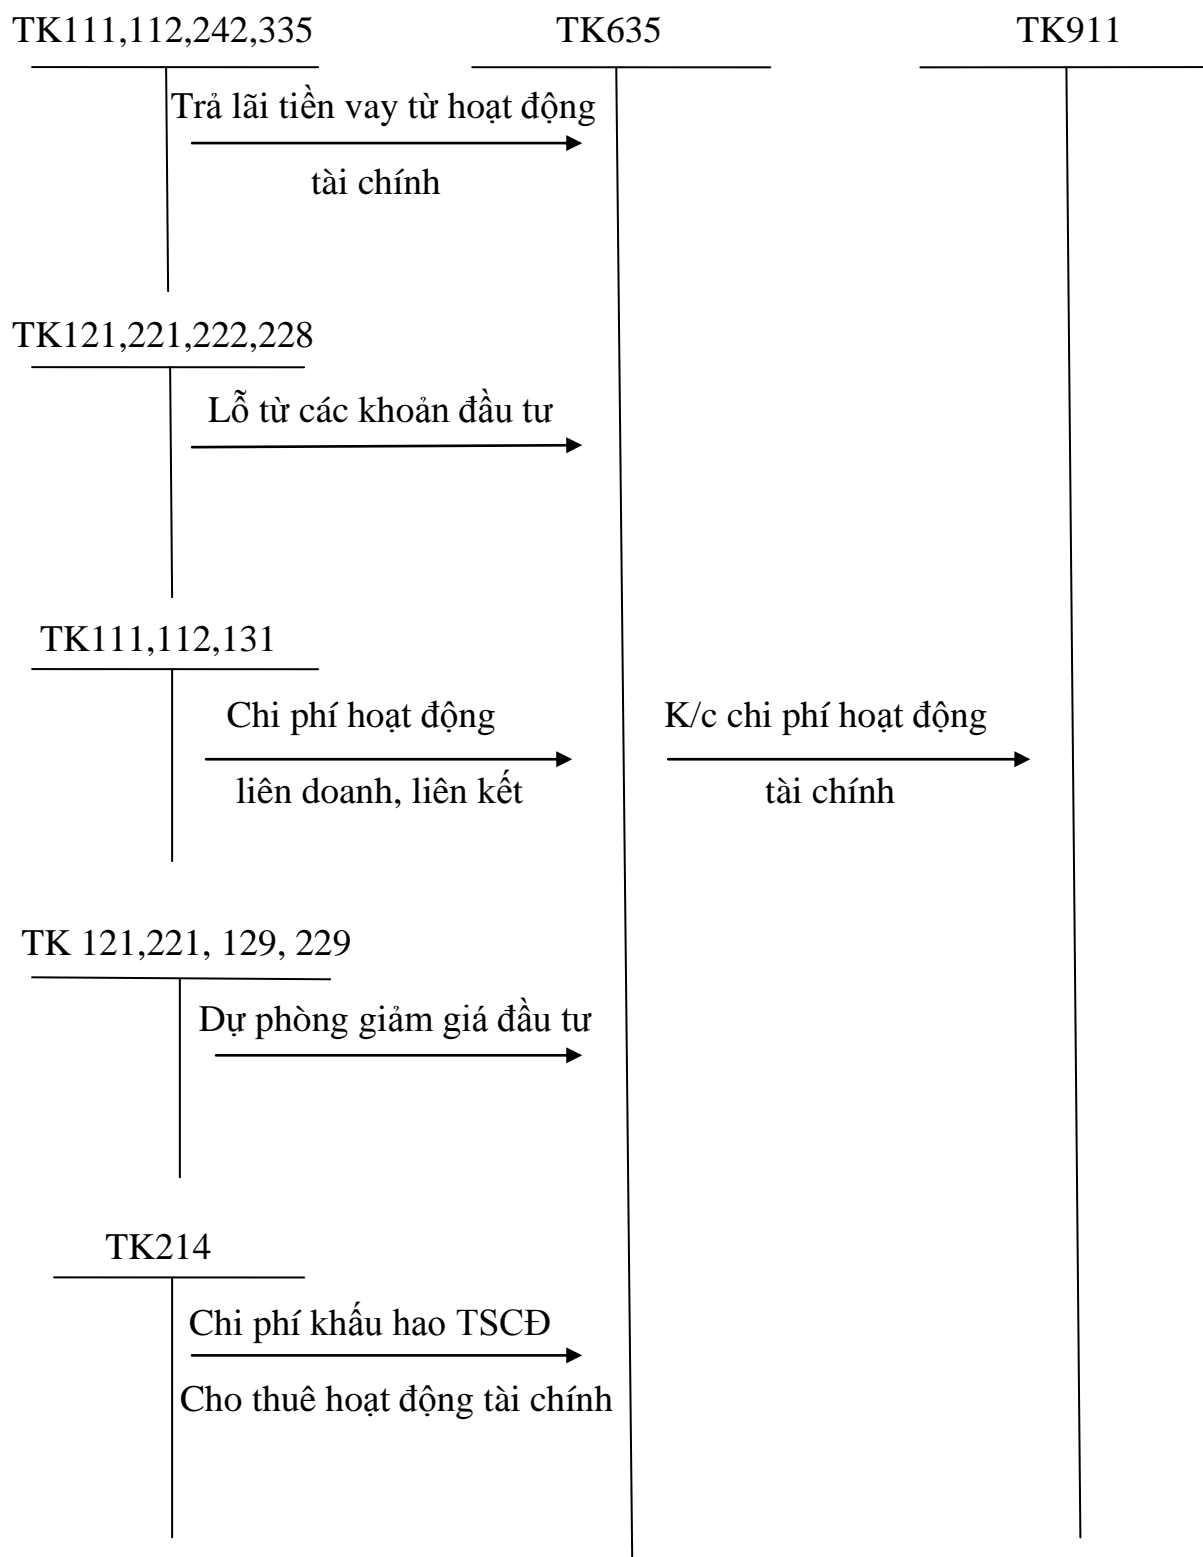 TK111,112,242,335
TK635
TK911
Trả lãi tiền vay từ hoạt động
tài chính
TK121,221,222,228
Lỗ từ các khoản đầu tư
TK111,112,131
Chi phí hoạt động
liên doanh, liên kết
K/c chi phí hoạt động
tài chính
TK 121,221, 129, 229
Dự phòng giảm giá đầu tư
TK214
Chi phí khấu hao TSCĐ
Cho thuê hoạt động tài chính